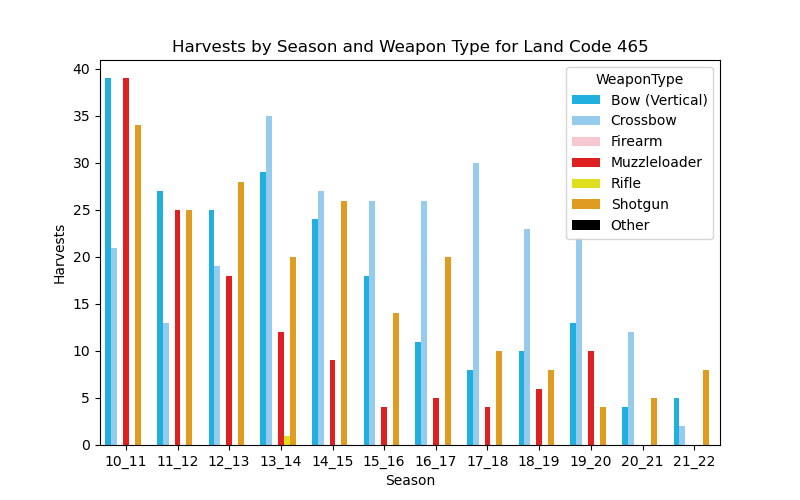 Harvests by Season and Weapon Type for Land Code 465
40
35
30
25
20
15
10
5
0
Harvests
WeaponType
Bow (Vertical)
Crossbow
Firearm
Muzzleloader
Rifle
Shotgun
Other
10_11 11_12 12_13 13_14 14_15 15_16 16_17 17_18 18_19 19_20 20_21 21_22
Season